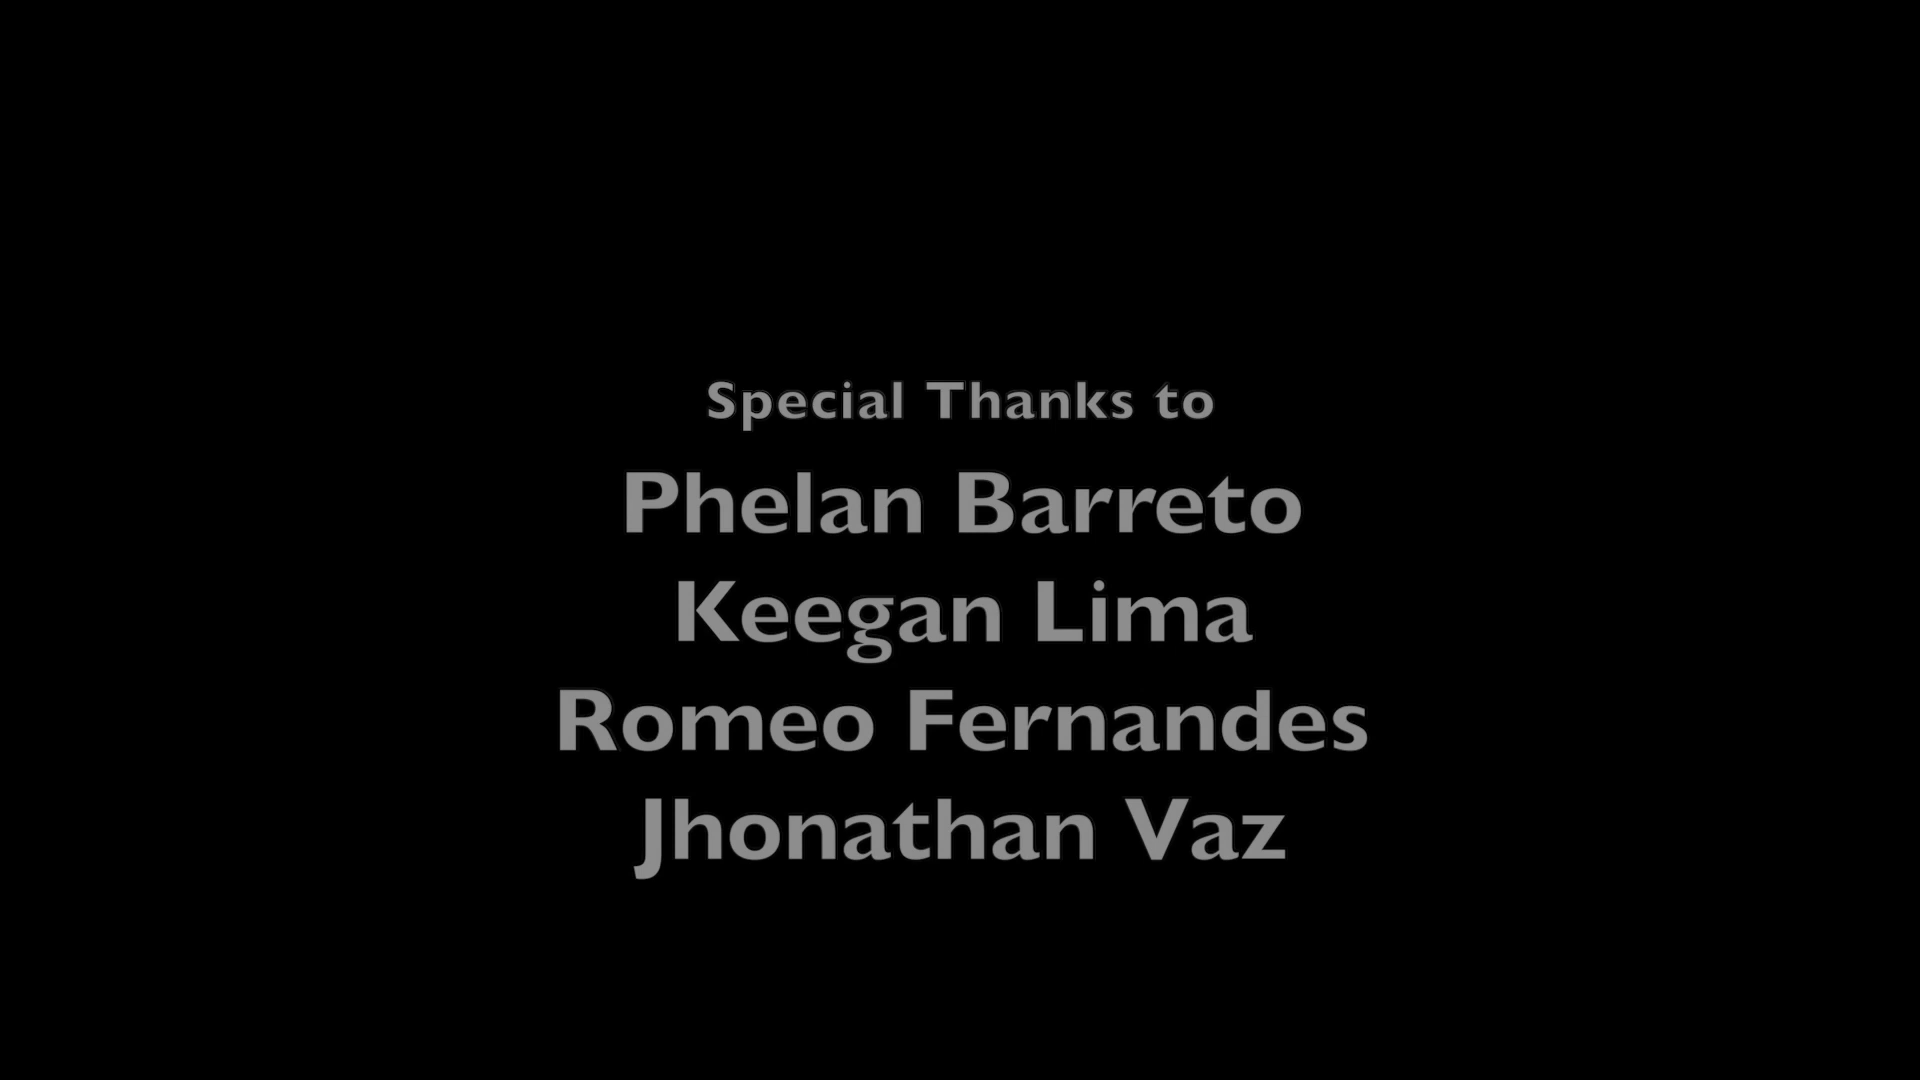 Special Thanks to
Phelan Barreto
Keegan Lima
Romeo Fernandes
Jhonathan Vaz